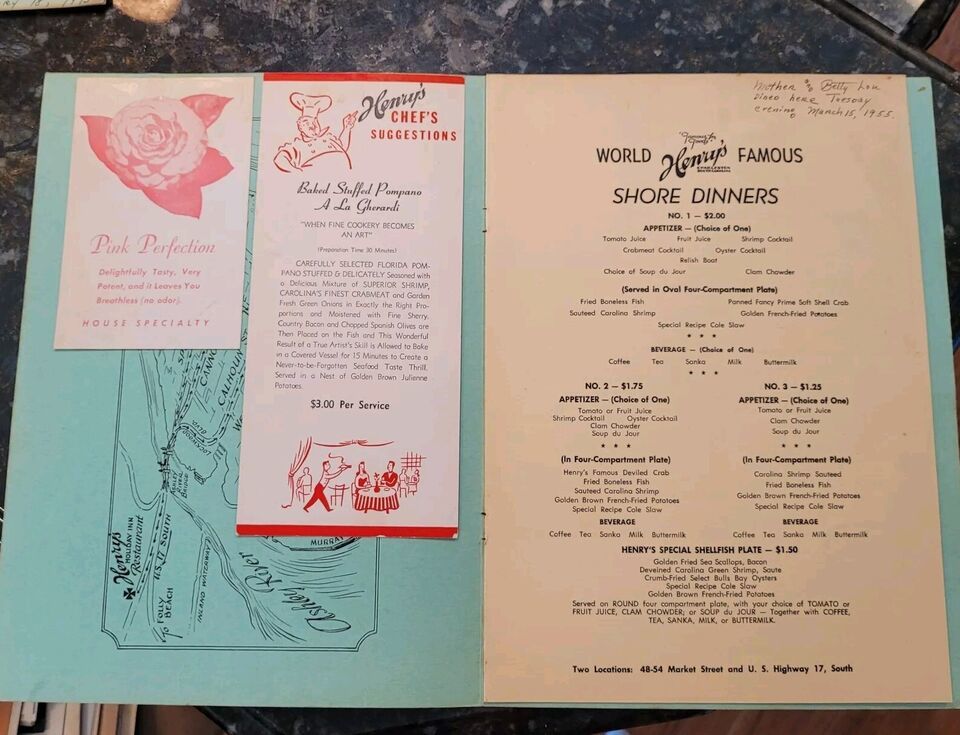 Pink Perfection
Delightfully Tasty, Very
Potent, and it Leaves You
Breathless (no odor).
HOUSE SPECIALTY
Henry's
CHEF'S
SUGGESTIONS
Baked Stuffed Pompano
A La Gherardi
"WHEN FINE COOKERY BECOMES
AN ART"
(Preparation Time 30 Minutes)
CAREFULLY SELECTED FLORIDA POM-
PANO STUFFED & DELICATELY Seasoned with
a Delicious Mixture of SUPERIOR SHRIMP,
CAROLINA'S FINEST CRABMEAT and Garden
Fresh Green Onions in Exactly the Right Pro-
portions and Moistened with Fine Sherry.
Country Bacon and Chopped Spanish Olives are
Then Placed on the Fish and This Wonderful
Result of a True Artist's Skill is Allowed to Bake
in a Covered Vessel for 15 Minutes to Create a
Never-to-be-Forgotten Seafood Taste Thrill.
Served in a Nest of Golden Brown Julienne
Potatoes.
$3.00 Per Service
CALHOUN ST.
LOCKWOOD BLVD
ASHLEY
RIVER
BRIDGE
Henry's
HOLIDAY INN
Restaurant
U.S. 17 SOUTH
TO FOLLY
BEACH
INLAND WATERWAY
Ashley River
MURRAY
Mother & Betty Lou
Dined here Tuesday
evening March 15, 1955.
Famous for
Foods
WORLD Henry's FAMOUS
CHARLESTON
SOUTH CAROLINA
SHORE DINNERS
NO. 1 — $2.00
APPETIZER — (Choice of One)
Tomato Juice Fruit Juice Shrimp Cocktail
Crabmeat Cocktail Oyster Cocktail
Relish Boat
Choice of Soup du Jour Clam Chowder
(Served in Oval Four-Compartment Plate)
Fried Boneless Fish Panned Fancy Prime Soft Shell Crab
Sauteed Carolina Shrimp Golden French-Fried Potatoes
Special Recipe Cole Slaw
* * *
BEVERAGE — (Choice of One)
Coffee Tea Sanka Milk Buttermilk
* * *
NO. 2 — $1.75
APPETIZER — (Choice of One)
Tomato or Fruit Juice
Shrimp Cocktail Oyster Cocktail
Clam Chowder
Soup du Jour
* * *
(In Four-Compartment Plate)
Henry's Famous Deviled Crab
Fried Boneless Fish
Sauteed Carolina Shrimp
Golden Brown French-Fried Potatoes
Special Recipe Cole Slaw
BEVERAGE
Coffee Tea Sanka Milk Buttermilk
NO. 3 — $1.25
APPETIZER — (Choice of One)
Tomato or Fruit Juice
Clam Chowder
Soup du Jour
* * *
(In Four-Compartment Plate)
Carolina Shrimp Sauteed
Fried Boneless Fish
Golden Brown French-Fried Potatoes
Special Recipe Cole Slaw
BEVERAGE
Coffee Tea Sanka Milk Buttermilk
HENRY'S SPECIAL SHELLFISH PLATE — $1.50
Golden Fried Sea Scallops, Bacon
Deveined Carolina Green Shrimp, Saute
Crumb-Fried Select Bulls Bay Oysters
Special Recipe Cole Slaw
Golden Brown French-Fried Potatoes
Served on ROUND four compartment plate, with your choice of TOMATO or
FRUIT JUICE, CLAM CHOWDER; or SOUP du JOUR — Together with COFFEE,
TEA, SANKA, MILK, or BUTTERMILK.
Two Locations: 48-54 Market Street and U. S. Highway 17, South